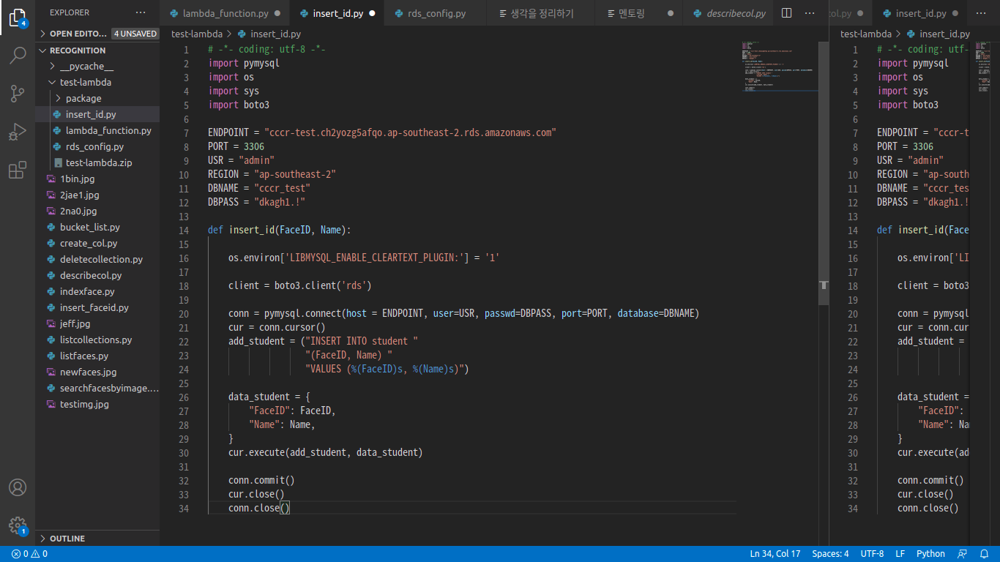 EXPLORER
OPEN EDITO... 4 UNSAVED
RECOGNITION
__pycache__
test-lambda
package
insert_id.py
lambda_function.py
rds_config.py
test-lambda.zip
1bin.jpg
2jae1.jpg
2na0.jpg
bucket_list.py
create_col.py
deletecollection.py
describecol.py
indexface.py
insert_faceid.py
jeff.jpg
listcollections.py
listfaces.py
newfaces.jpg
searchfacesbyimage....
testimg.jpg
OUTLINE
4
1
lambda_function.py insert_id.py rds_config.py 생각을 정리하기 멘토링 describecol.py
test-lambda > insert_id.py
1 # -*- coding: utf-8 -*-
2 import pymysql
3 import os
4 import sys
5 import boto3
6
7 ENDPOINT = "cccr-test.ch2yozg5afqo.ap-southeast-2.rds.amazonaws.com"
8 PORT = 3306
9 USR = "admin"
10 REGION = "ap-southeast-2"
11 DBNAME = "cccr_test"
12 DBPASS = "dkagh1.!"
13
14 def insert_id(FaceID, Name):
15
16 os.environ['LIBMYSQL_ENABLE_CLEARTEXT_PLUGIN:'] = '1'
17
18 client = boto3.client('rds')
19
20 conn = pymysql.connect(host = ENDPOINT, user=USR, passwd=DBPASS, port=PORT, database=DBNAME)
21 cur = conn.cursor()
22 add_student = ("INSERT INTO student "
23 "(FaceID, Name) "
24 "VALUES (%(FaceID)s, %(Name)s)")
25
26 data_student = {
27 "FaceID": FaceID,
28 "Name": Name,
29 }
30 cur.execute(add_student, data_student)
31
32 conn.commit()
33 cur.close()
34 conn.close()
col.py insert_id.py
test-lambda > insert_id.py
1 # -*- coding: utf-
2 import pymysql
3 import os
4 import sys
5 import boto3
6
7 ENDPOINT = "cccr-t
8 PORT = 3306
9 USR = "admin"
10 REGION = "ap-south
11 DBNAME = "cccr_tes
12 DBPASS = "dkagh1.!
13
14 def insert_id(Face
15
16 os.environ['LI
17
18 client = boto3
19
20 conn = pymysql
21 cur = conn.cur
22 add_student =
23
24
25
26 data_student =
27 "FaceID":
28 "Name": Na
29 }
30 cur.execute(ad
31
32 conn.commit()
33 cur.close()
34 conn.close()
0 0 Ln 34, Col 17 Spaces: 4 UTF-8 LF Python